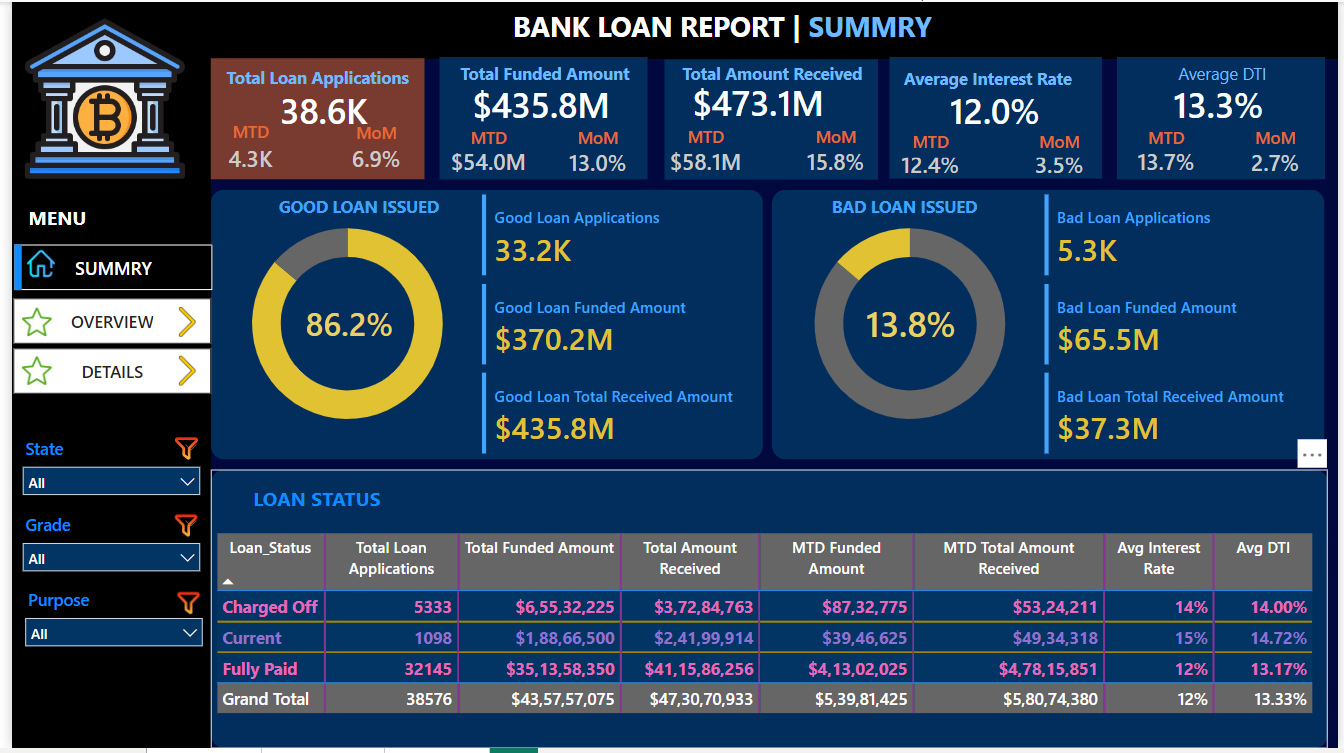 BANK LOAN REPORT | SUMMRY
Total Loan Applications
38.6K
MTD MoM
4.3K 6.9%
Total Funded Amount
$435.8M
MTD MoM
$54.0M 13.0%
Total Amount Received
$473.1M
MTD MoM
$58.1M 15.8%
Average Interest Rate
12.0%
MTD MoM
12.4% 3.5%
Average DTI
13.3%
MTD MoM
13.7% 2.7%
MENU
SUMMRY
OVERVIEW
DETAILS
State
All
Grade
All
Purpose
All
GOOD LOAN ISSUED
86.2%
Good Loan Applications
33.2K
Good Loan Funded Amount
$370.2M
Good Loan Total Received Amount
$435.8M
BAD LOAN ISSUED
13.8%
Bad Loan Applications
5.3K
Bad Loan Funded Amount
$65.5M
Bad Loan Total Received Amount
$37.3M
LOAN STATUS
Loan_Status Total Loan Applications Total Funded Amount Total Amount Received MTD Funded Amount MTD Total Amount Received Avg Interest Rate Avg DTI
Charged Off 5333 $6,55,32,225 $3,72,84,763 $87,32,775 $53,24,211 14% 14.00%
Current 1098 $1,88,66,500 $2,41,99,914 $39,46,625 $49,34,318 15% 14.72%
Fully Paid 32145 $35,13,58,350 $41,15,86,256 $4,13,02,025 $4,78,15,851 12% 13.17%
Grand Total 38576 $43,57,57,075 $47,30,70,933 $5,39,81,425 $5,80,74,380 12% 13.33%